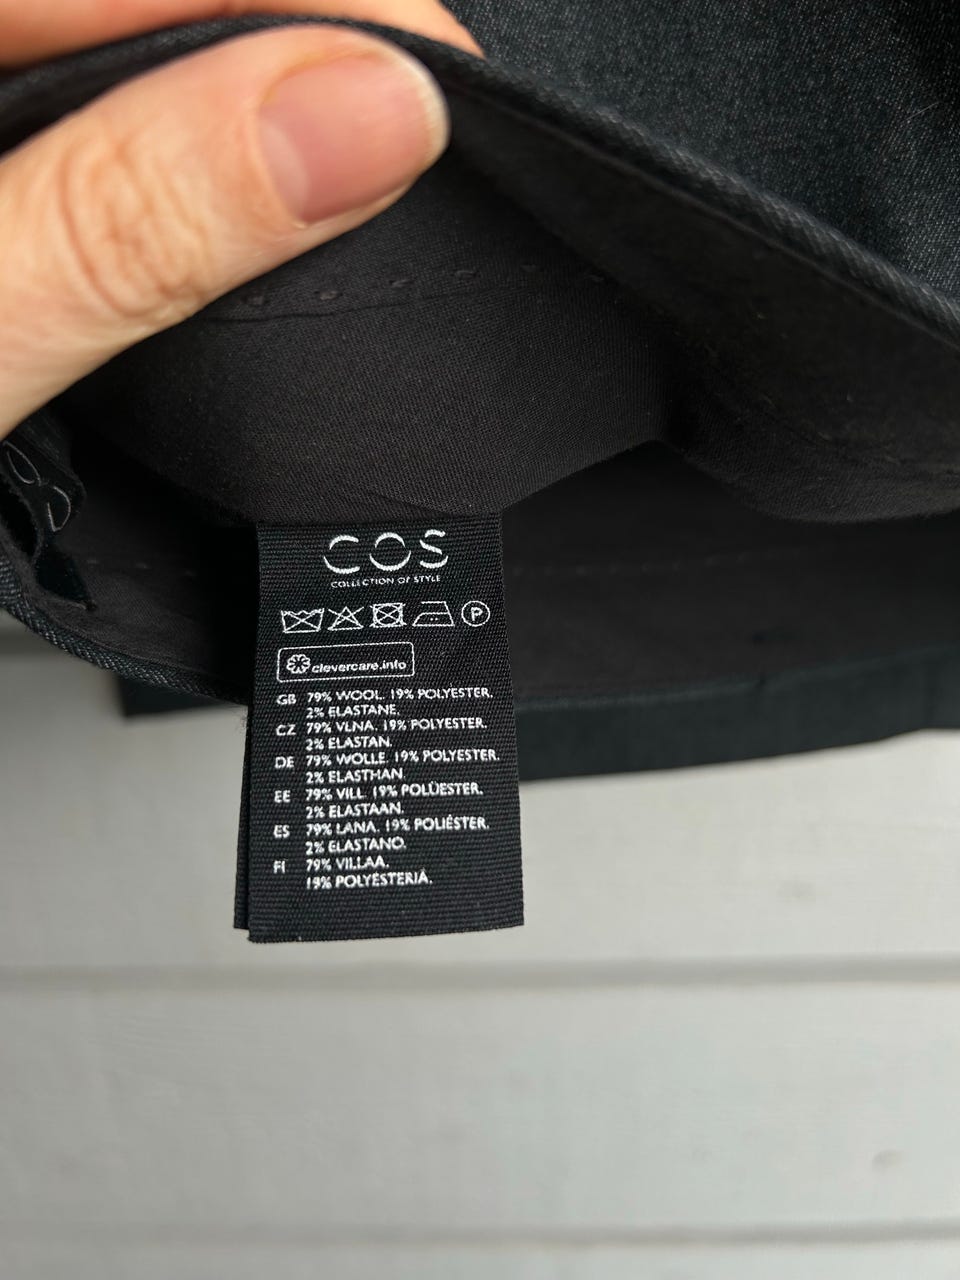 COS
COLLECTION OF STYLE
P
clevercare.info
GB 79% WOOL. 19% POLYESTER.
2% ELASTANE.
CZ 79% VLNA. 19% POLYESTER.
2% ELASTAN.
DE 79% WOLLE. 19% POLYESTER.
2% ELASTHAN.
EE 79% VILL. 19% POLÜESTER.
2% ELASTAAN.
ES 79% LANA. 19% POLIÉSTER.
2% ELASTANO.
FI 79% VILLAA.
19% POLYESTERIÄ.